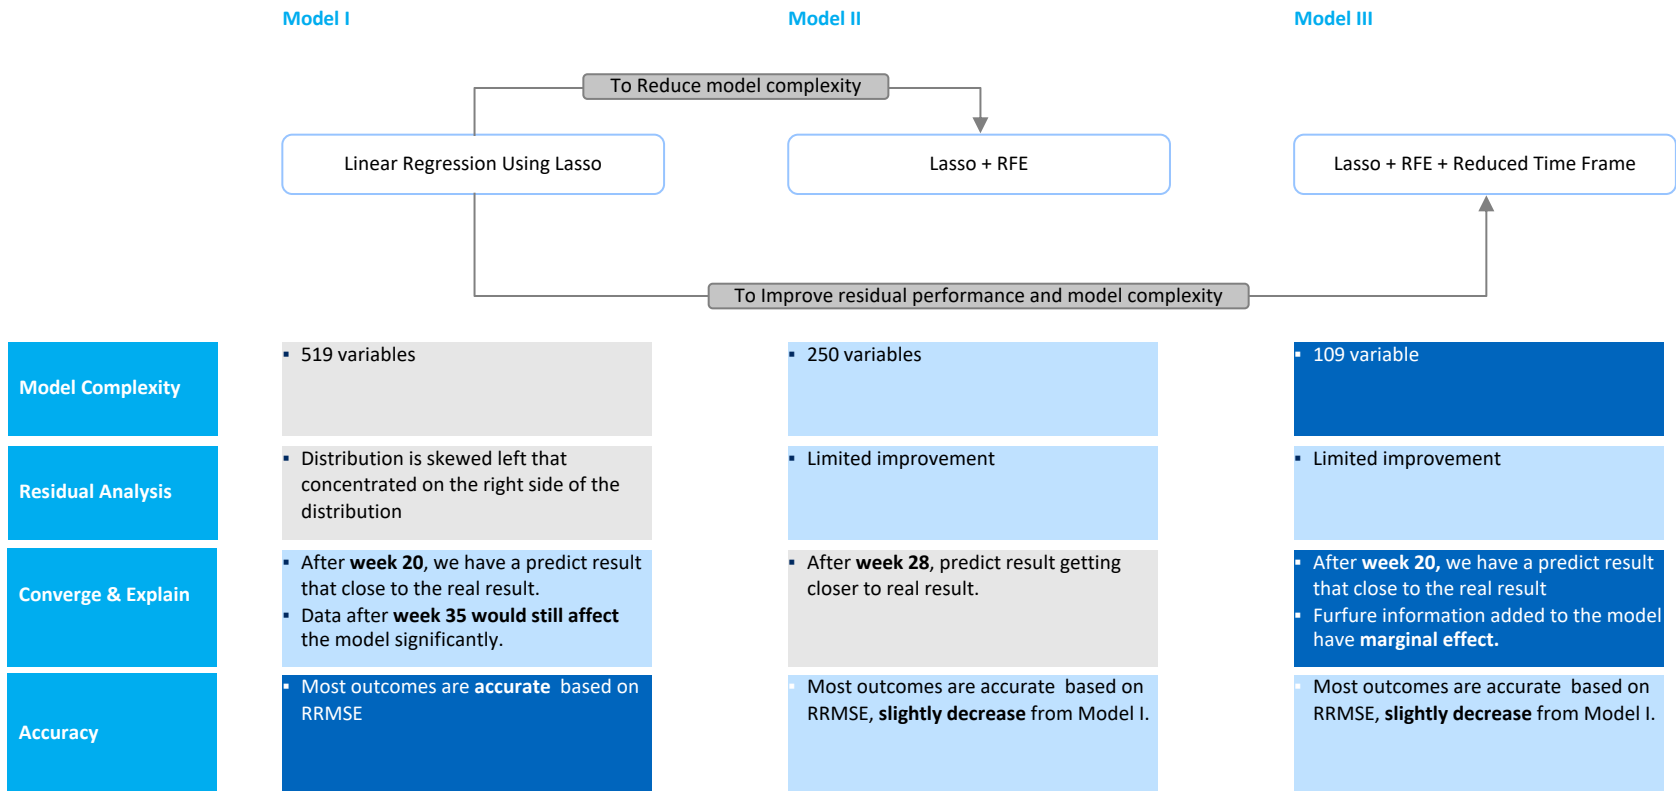 Model I
Model II
Model III
To Reduce model complexity
Linear Regression Using Lasso
Lasso + RFE
Lasso + RFE + Reduced Time Frame
To Improve residual performance and model complexity
Model Complexity
▪ 519 variables
▪ 250 variables
▪ 109 variable
Residual Analysis
▪ Distribution is skewed left that
concentrated on the right side of the
distribution
▪ Limited improvement
▪ Limited improvement
Converge & Explain
▪ After week 20, we have a predict result
that close to the real result.
▪ Data after week 35 would still affect
the model significantly.
▪ After week 28, predict result getting
closer to real result.
▪ After week 20, we have a predict result
that close to the real result
▪ Furfure information added to the model
have marginal effect.
Accuracy
▪ Most outcomes are accurate based on
RRMSE
▪ Most outcomes are accurate based on
RRMSE, slightly decrease from Model I.
▪ Most outcomes are accurate based on
RRMSE, slightly decrease from Model I.